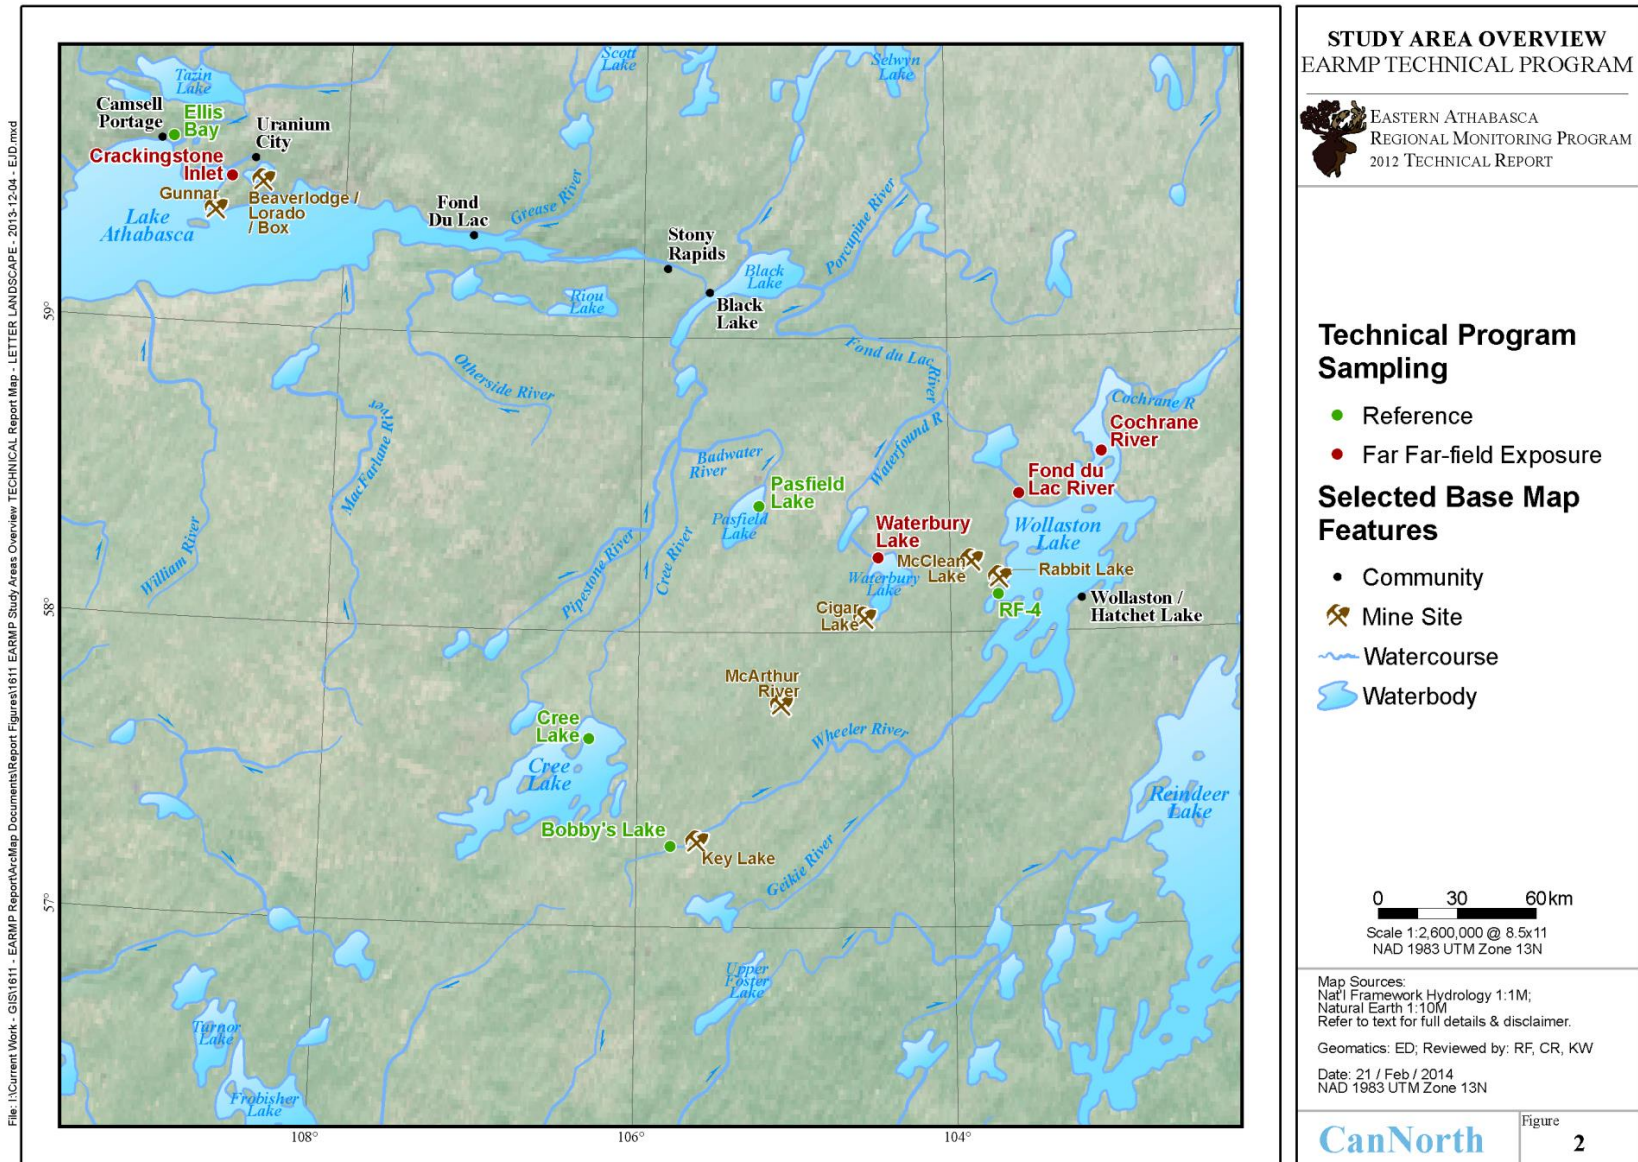 File: I:\Current Work - GIS\1611 - EARMP Report\ArcMap Documents\Report Figures\1611 EARMP Study Areas Overview TECHNICAL Report Map - LETTER LANDSCAPE - 2013-12-04 - EJD.mxd
Scott
Lake
Selwyn
Lake
Tazin
Lake
Camsell
Portage
Ellis
Bay
Uranium
City
Crackingstone
Inlet
Gunnar
Beaverlodge /
Lorado
/ Box
Lake
Athabasca
Fond
Du Lac
Grease River
Stony
Rapids
Black
Lake
Porcupine River
Riou
Lake
Black
Lake
59°
Fond du Lac
River
Otherside River
MacFarlane River
Cochrane R
Cochrane
River
Waterfound R
Badwater
River
Fond du
Lac River
Pasfield
Lake
Pasfield
Lake
Waterbury
Lake
Wollaston
Lake
William River
Pipestone River
Cree River
McClean
Lake
Rabbit Lake
Waterbury
Lake
58°
Cigar
Lake
RF-4
Wollaston /
Hatchet Lake
McArthur
River
Cree
Lake
Wheeler River
Cree
Lake
Reindeer
Lake
Bobby's Lake
Key Lake
Geikie River
57°
Upper
Foster
Lake
Turnor
Lake
Frobisher
Lake
108°
106°
104°
STUDY AREA OVERVIEW
EARMP TECHNICAL PROGRAM
EASTERN ATHABASCA
REGIONAL MONITORING PROGRAM
2012 TECHNICAL REPORT
Technical Program
Sampling
Reference
Far Far-field Exposure
Selected Base Map
Features
Community
Mine Site
Watercourse
Waterbody
0 30 60 km
Scale 1:2,600,000 @ 8.5x11
NAD 1983 UTM Zone 13N
Map Sources:
Nat'l Framework Hydrology 1:1M;
Natural Earth 1:10M
Refer to text for full details & disclaimer.
Geomatics: ED; Reviewed by: RF, CR, KW
Date: 21 / Feb / 2014
NAD 1983 UTM Zone 13N
CanNorth
Figure
2